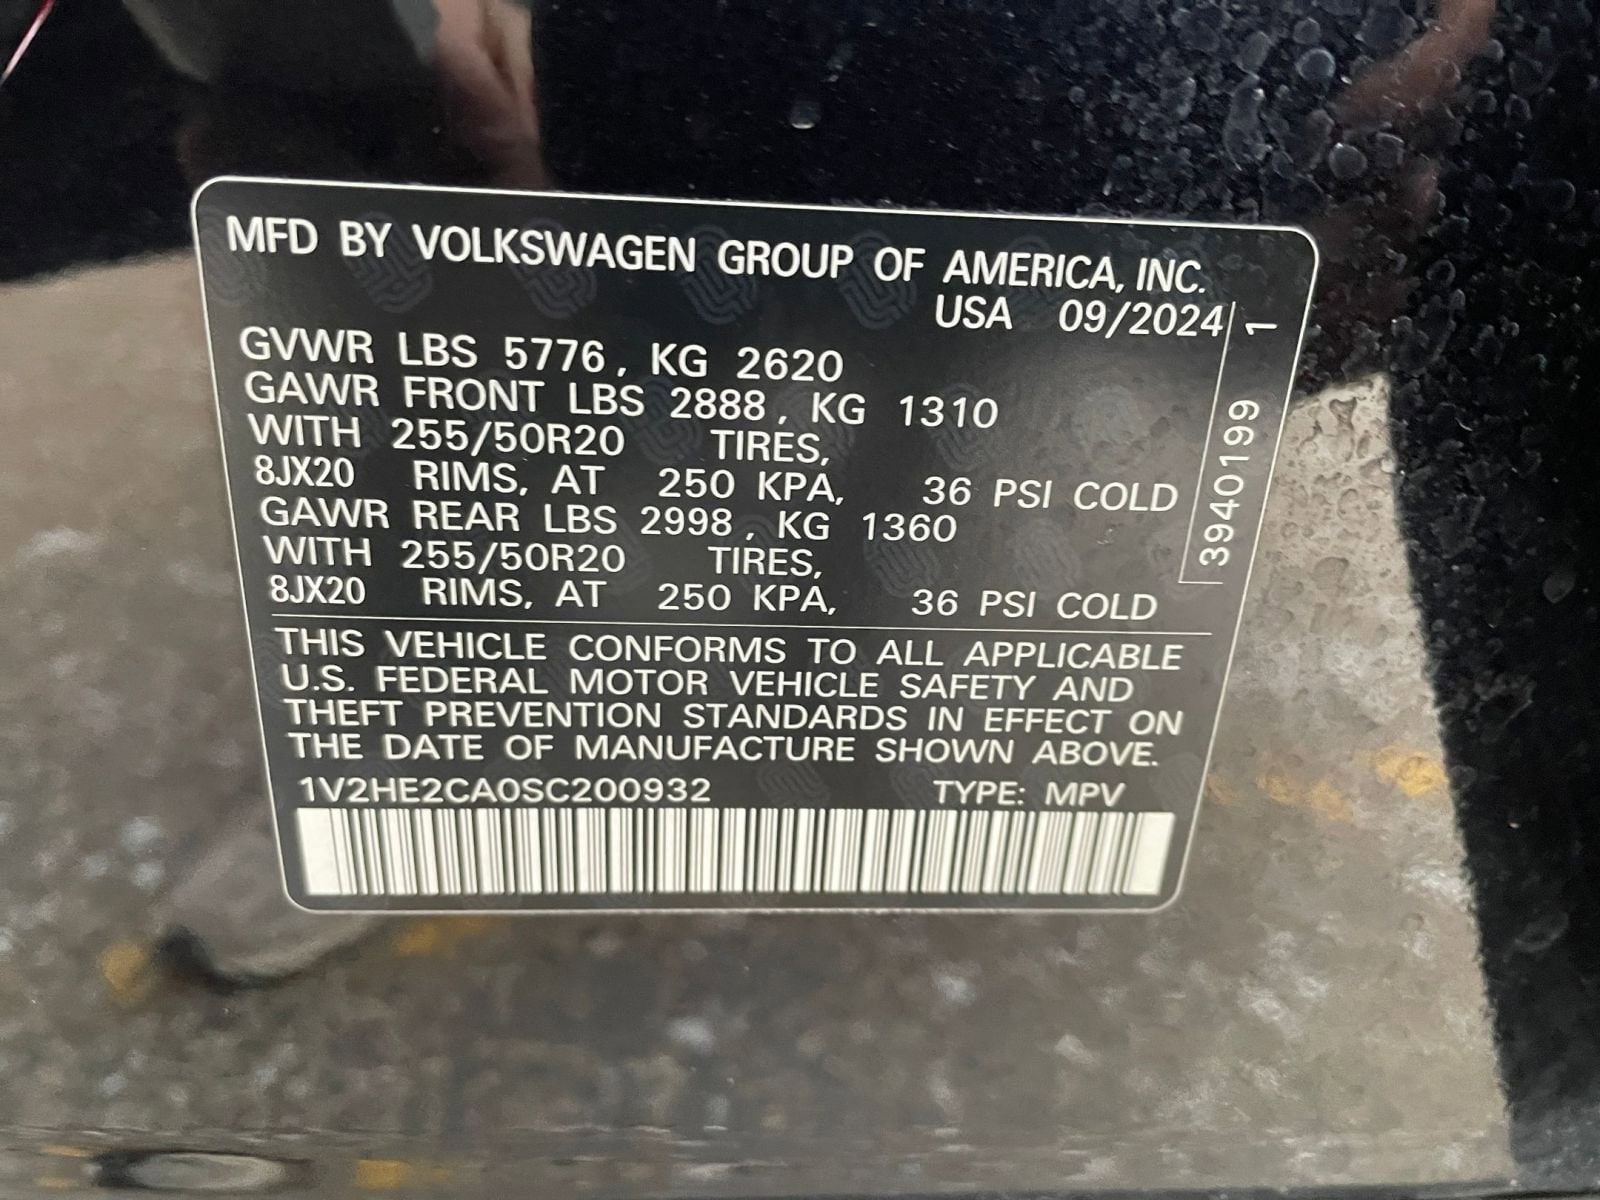 MFD BY VOLKSWAGEN GROUP OF AMERICA, INC.
USA 09/2024
GVWR LBS 5776, KG 2620
GAWR FRONT LBS 2888, KG 1310
WITH 255/50R20 TIRES,
8JX20 RIMS, AT 250 KPA, 36 PSI COLD
GAWR REAR LBS 2998, KG 1360
WITH 255/50R20 TIRES,
8JX20 RIMS, AT 250 KPA, 36 PSI COLD
THIS VEHICLE CONFORMS TO ALL APPLICABLE
U.S. FEDERAL MOTOR VEHICLE SAFETY AND
THEFT PREVENTION STANDARDS IN EFFECT ON
THE DATE OF MANUFACTURE SHOWN ABOVE.
1V2HE2CA0SC200932 TYPE: MPV
3940199 1